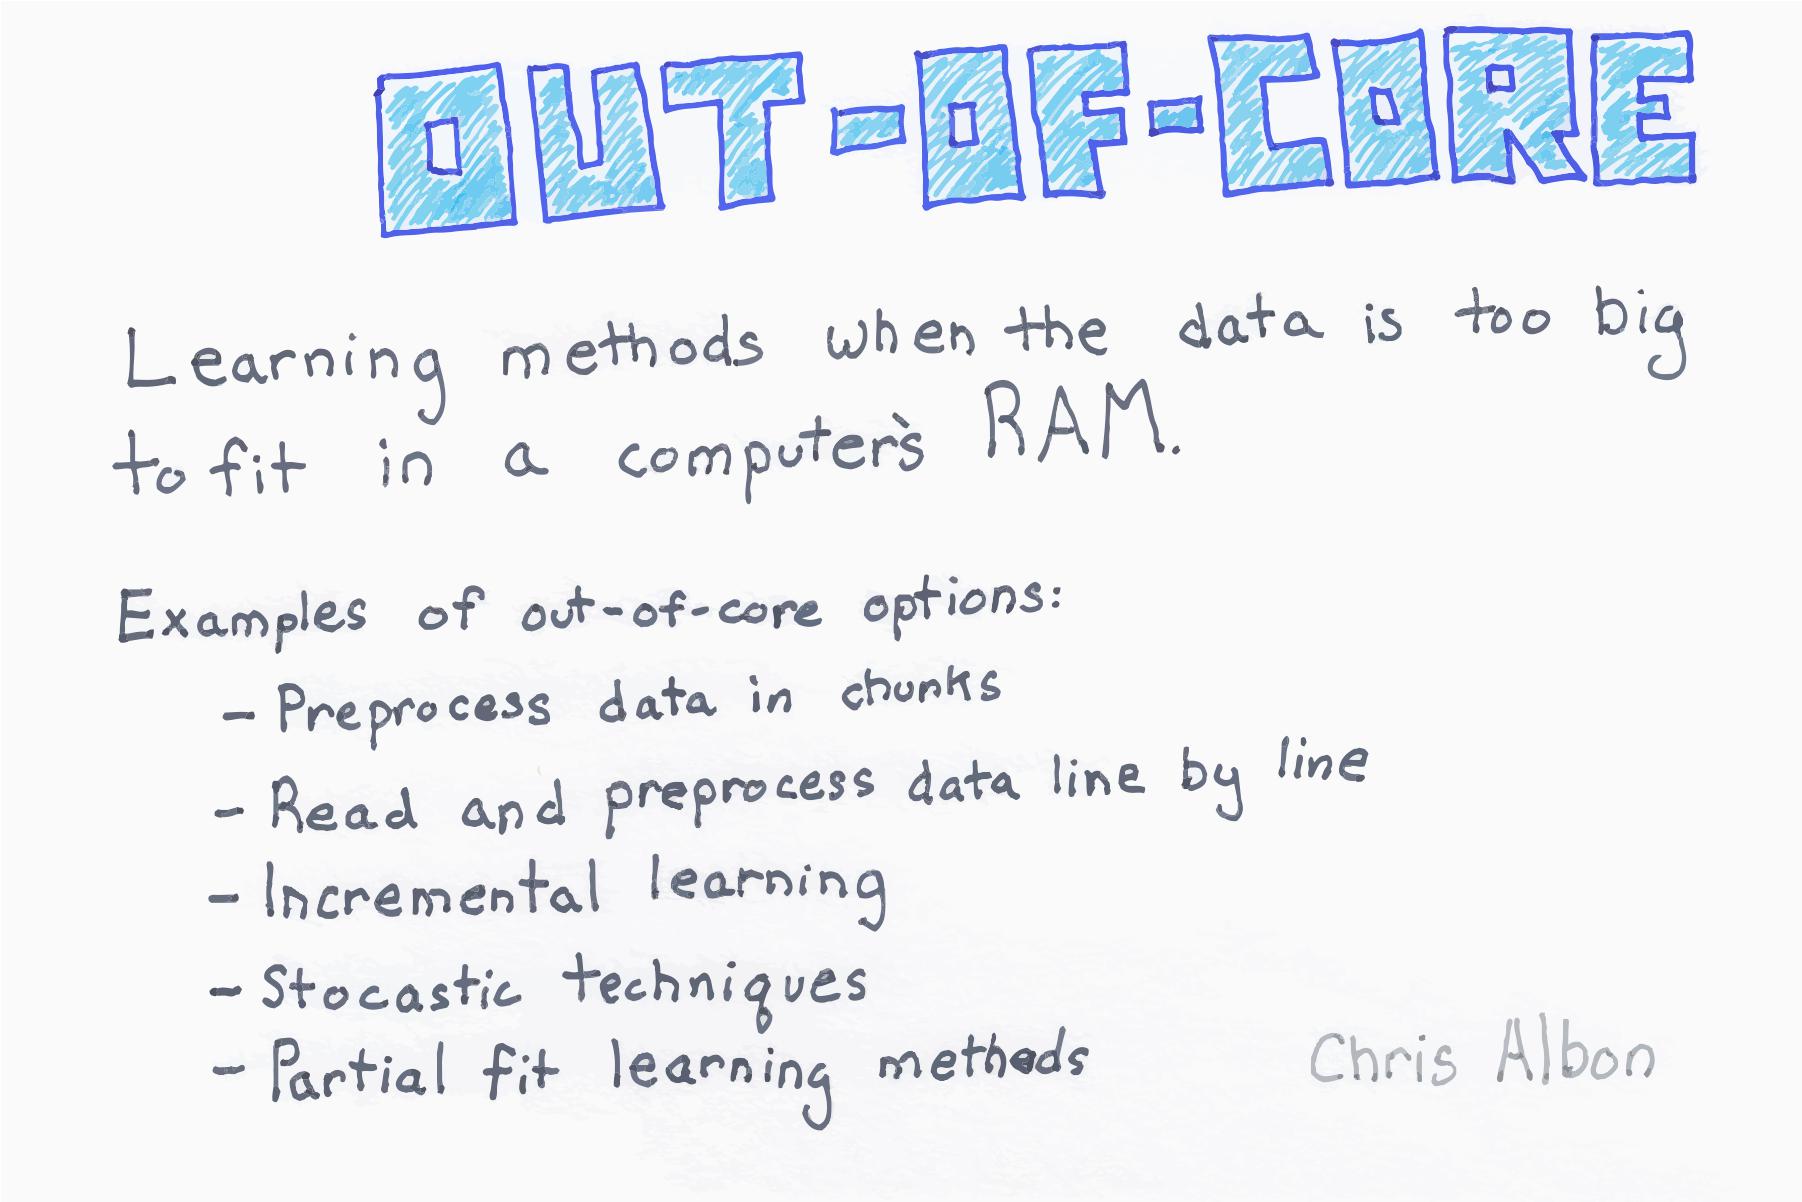 OUT-OF-CORE
Learning methods when the data is too big
to fit in a computer's RAM.
Examples of out-of-core options:
- Preprocess data in chunks
- Read and preprocess data line by line
- Incremental learning
- Stocastic techniques
- Partial fit learning methods
Chris Albon